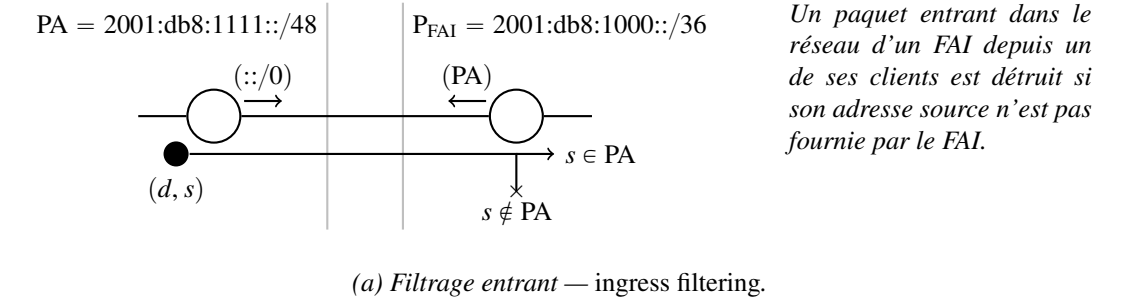 PA = 2001:db8:1111::/48
P_FAI = 2001:db8:1000::/36
(::/0)
(PA)
s ∈ PA
(d, s)
s ∉ PA
Un paquet entrant dans le
réseau d'un FAI depuis un
de ses clients est détruit si
son adresse source n'est pas
fournie par le FAI.
(a) Filtrage entrant — ingress filtering.